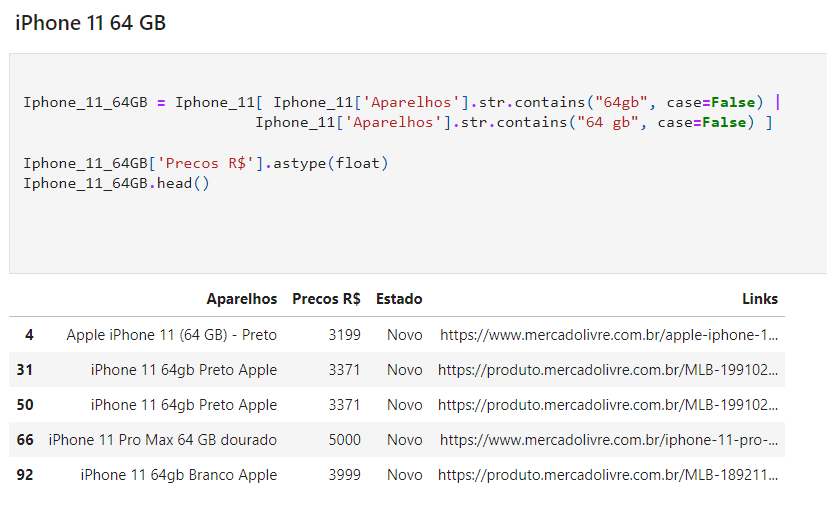 iPhone 11 64 GB
Iphone_11_64GB = Iphone_11[ Iphone_11['Aparelhos'].str.contains("64gb", case=False) |
Iphone_11['Aparelhos'].str.contains("64 gb", case=False) ]
Iphone_11_64GB['Precos R$'].astype(float)
Iphone_11_64GB.head()
Aparelhos Precos R$ Estado Links
4 Apple iPhone 11 (64 GB) - Preto 3199 Novo https://www.mercadolivre.com.br/apple-iphone-1...
31 iPhone 11 64gb Preto Apple 3371 Novo https://produto.mercadolivre.com.br/MLB-199102...
50 iPhone 11 64gb Preto Apple 3371 Novo https://produto.mercadolivre.com.br/MLB-199102...
66 iPhone 11 Pro Max 64 GB dourado 5000 Novo https://www.mercadolivre.com.br/iphone-11-pro-...
92 iPhone 11 64gb Branco Apple 3999 Novo https://produto.mercadolivre.com.br/MLB-189211...